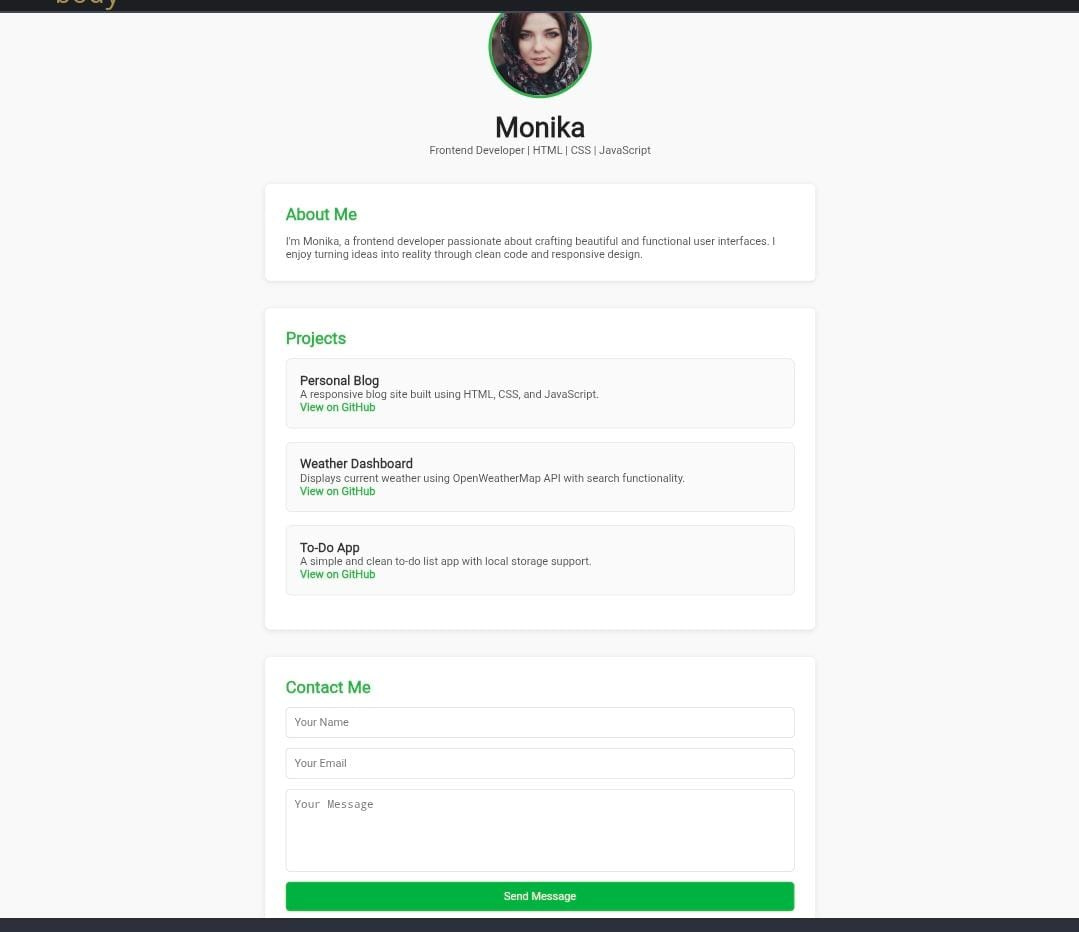 body
Monika
Frontend Developer | HTML | CSS | JavaScript
About Me
I'm Monika, a frontend developer passionate about crafting beautiful and functional user interfaces. I
enjoy turning ideas into reality through clean code and responsive design.
Projects
Personal Blog
A responsive blog site built using HTML, CSS, and JavaScript.
View on GitHub
Weather Dashboard
Displays current weather using OpenWeatherMap API with search functionality.
View on GitHub
To-Do App
A simple and clean to-do list app with local storage support.
View on GitHub
Contact Me
Your Name
Your Email
Your Message
Send Message